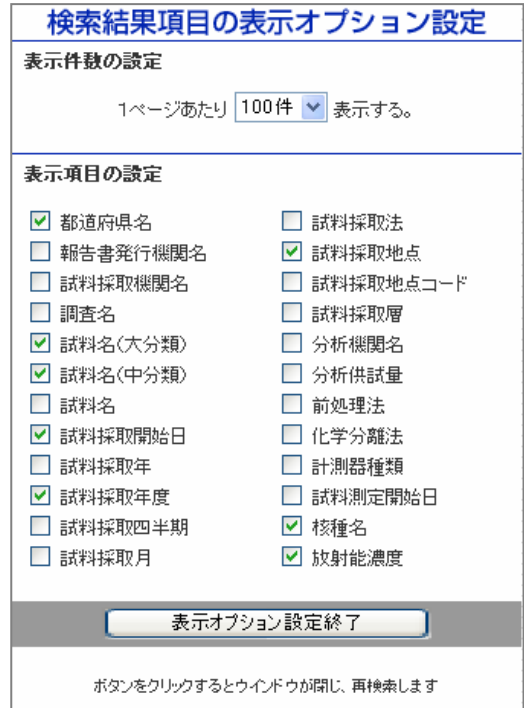 検索結果項目の表示オプション設定
表示件数の設定
1ページあたり 100件 表示する。
表示項目の設定
都道府県名
報告書発行機関名
試料採取機関名
調査名
試料名(大分類)
試料名(中分類)
試料名
試料採取開始日
試料採取年
試料採取年度
試料採取四半期
試料採取月
試料採取法
試料採取地点
試料採取地点コード
試料採取層
分析機関名
分析供試量
前処理法
化学分離法
計測器種類
試料測定開始日
核種名
放射能濃度
表示オプション設定終了
ボタンをクリックするとウインドウが閉じ、再検索します